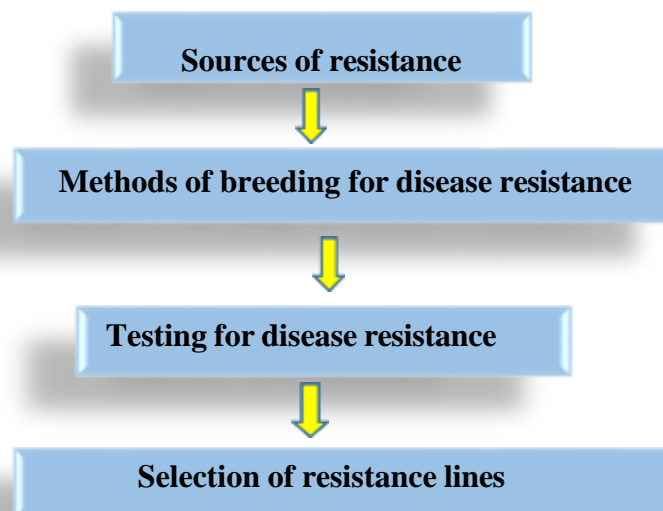 Sources of resistance
Methods of breeding for disease resistance
Testing for disease resistance
Selection of resistance lines